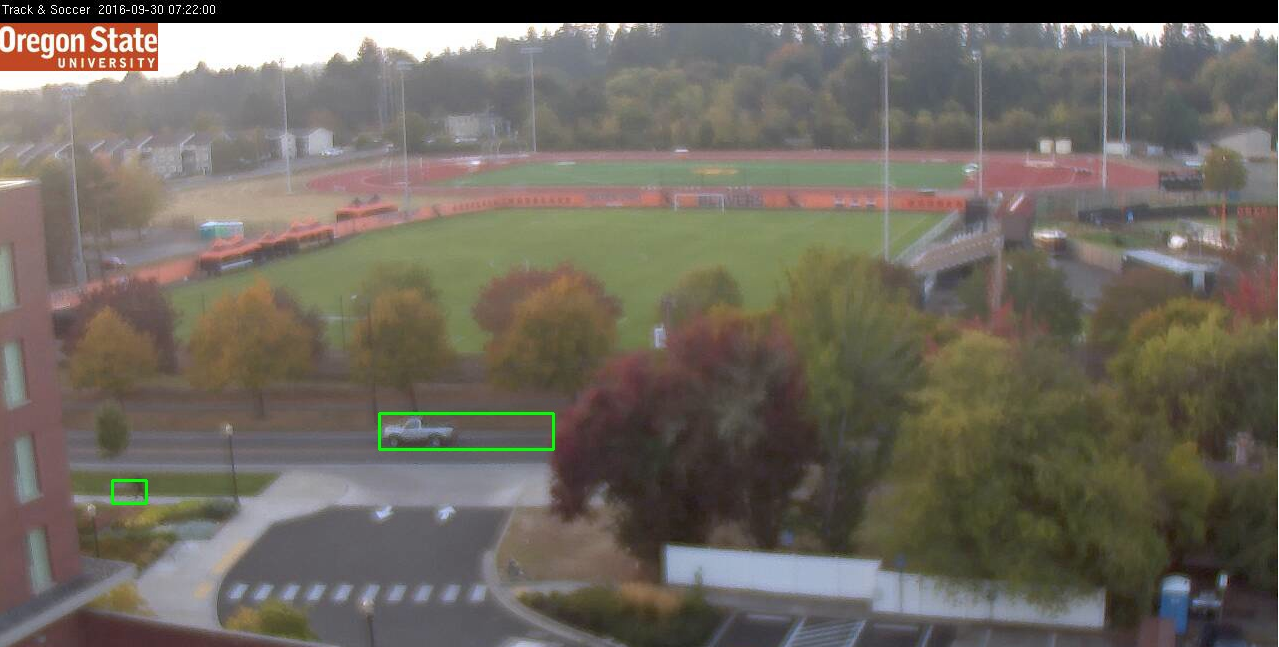 Track & Soccer 2016-09-30 07:22:00
Oregon State
UNIVERSITY